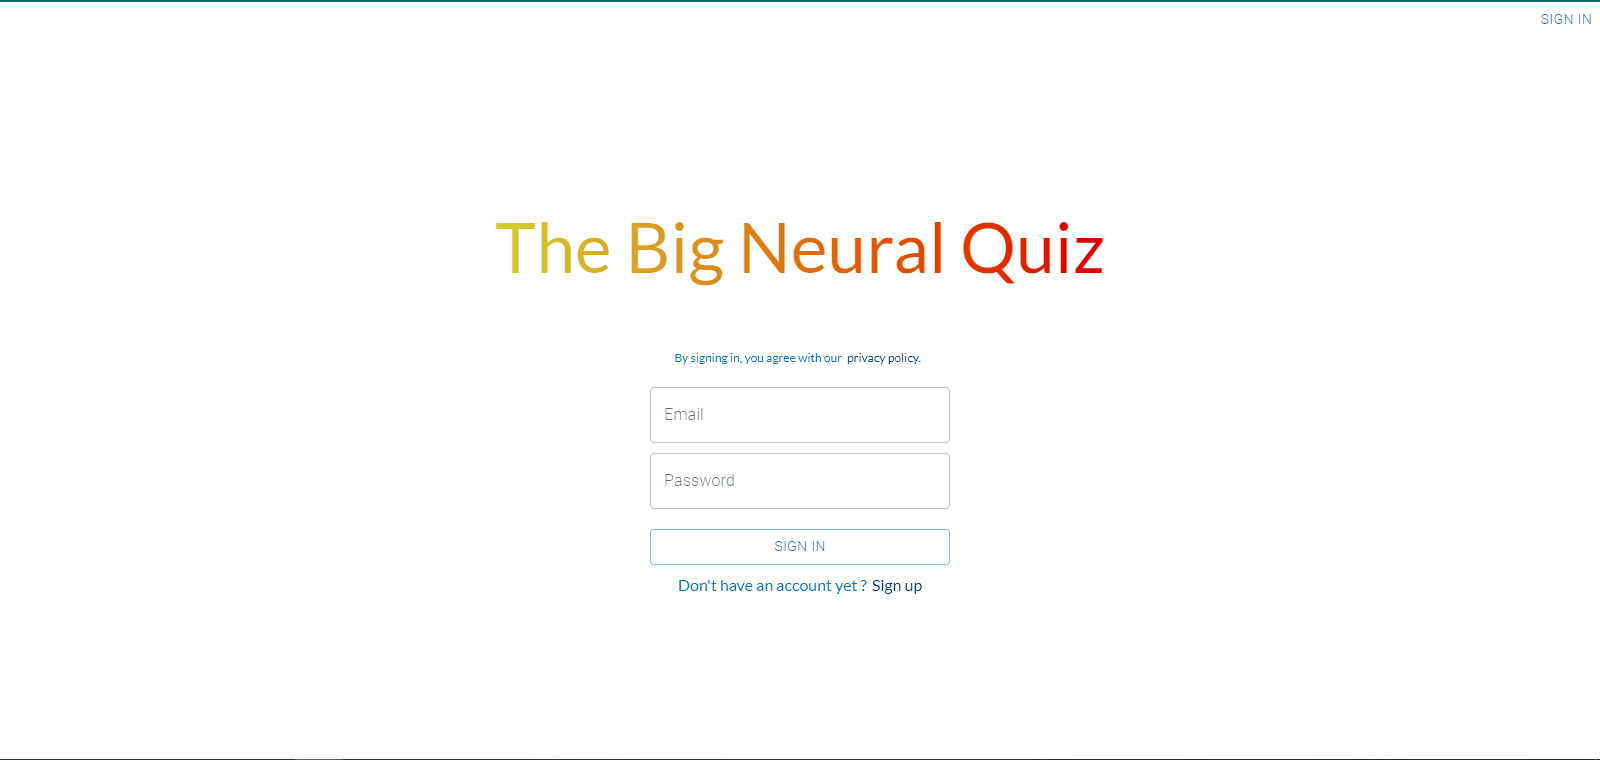 SIGN IN
The Big Neural Quiz
By signing in, you agree with our privacy policy.
Email
Password
SIGN IN
Don't have an account yet ? Sign up